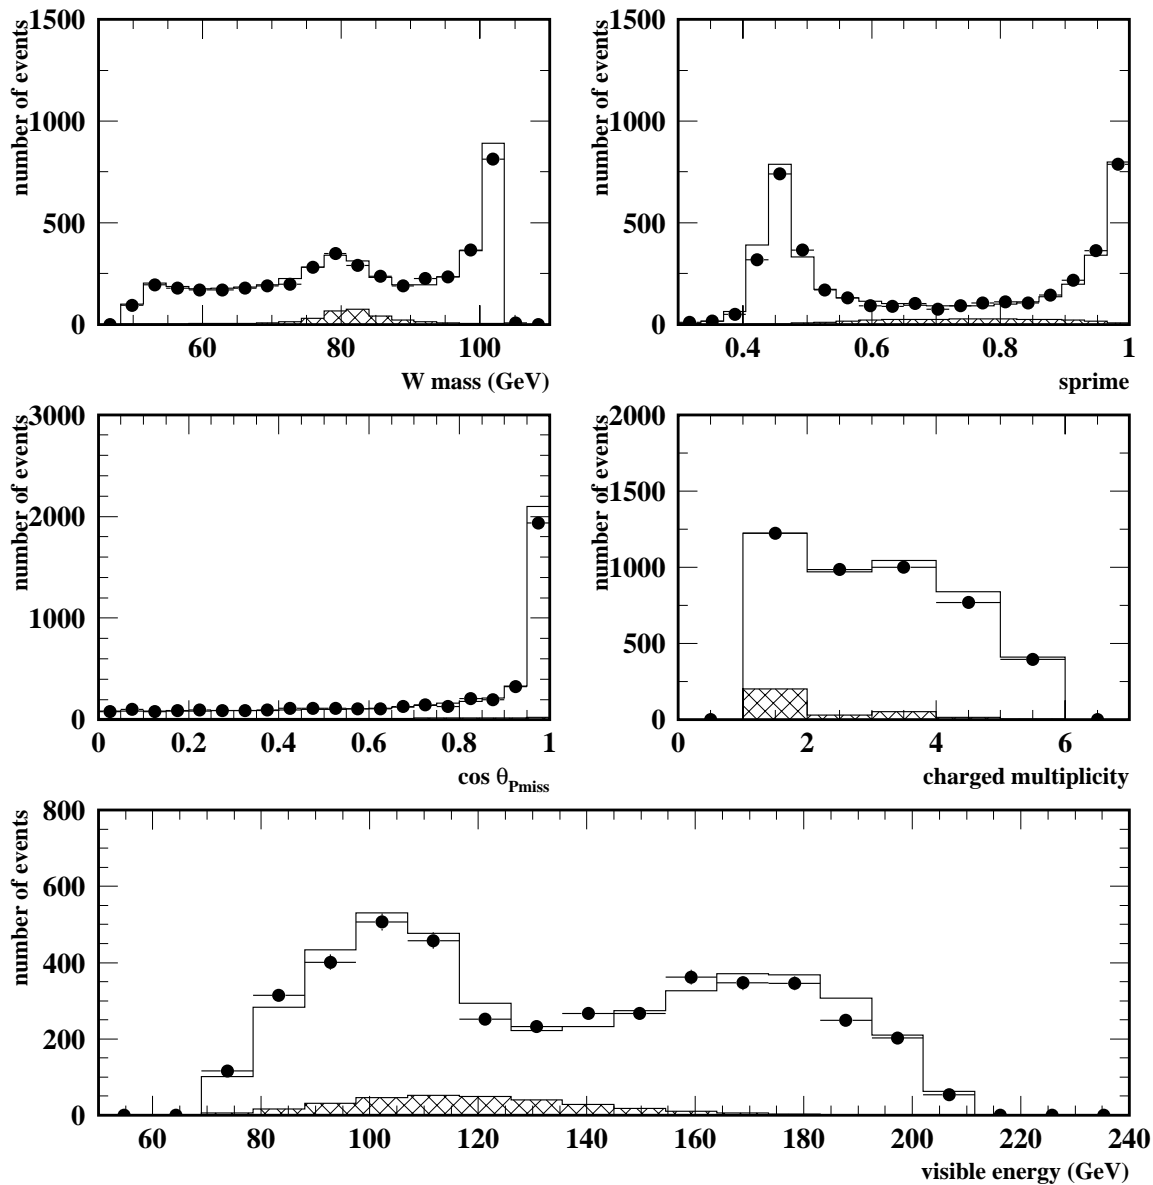 number of events
1500
1000
500
0
60 80 100
W mass (GeV)
number of events
1500
1000
500
0
0.4 0.6 0.8 1
sprime
number of events
3000
2000
1000
0
0 0.2 0.4 0.6 0.8 1
cos θPmiss
number of events
2000
1500
1000
500
0
0 2 4 6
charged multiplicity
number of events
800
600
400
200
0
60 80 100 120 140 160 180 200 220 240
visible energy (GeV)